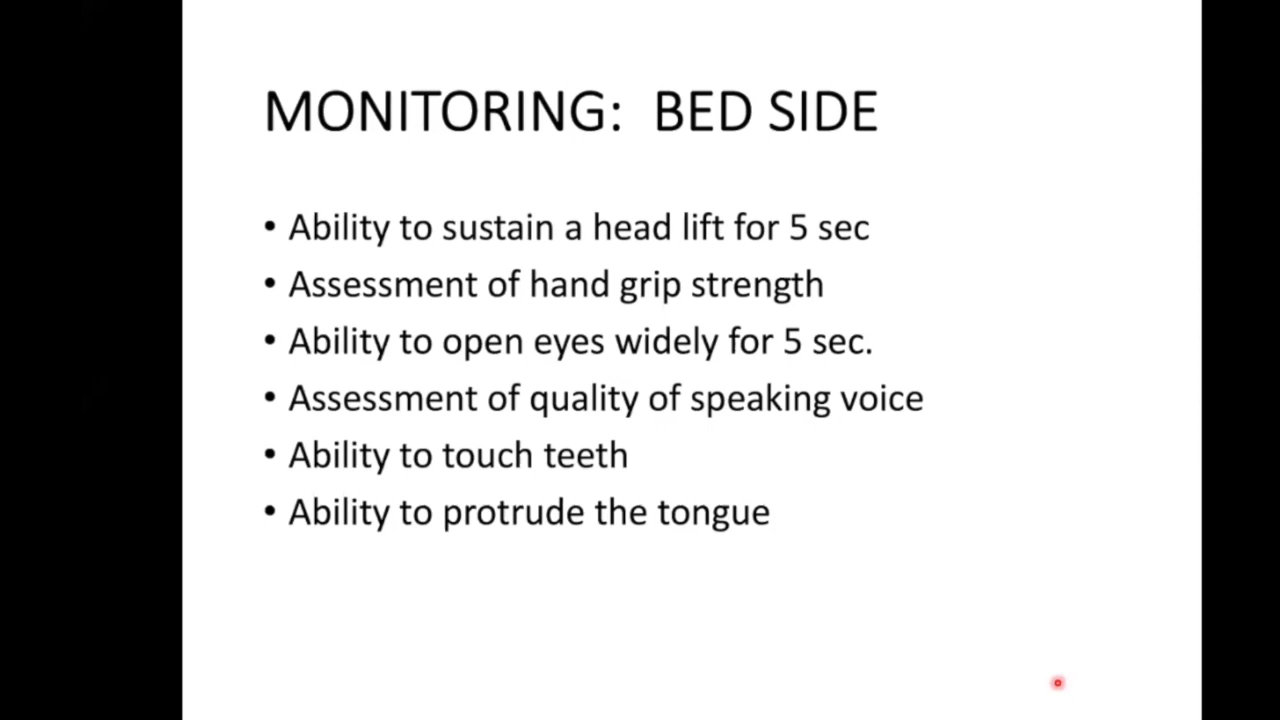 MONITORING: BED SIDE
• Ability to sustain a head lift for 5 sec
• Assessment of hand grip strength
• Ability to open eyes widely for 5 sec.
• Assessment of quality of speaking voice
• Ability to touch teeth
• Ability to protrude the tongue